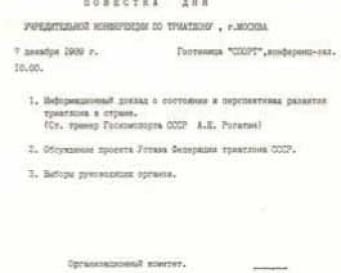 ПОВЕСТКА ДНЯ
УЧРЕДИТЕЛЬНОЙ КОНФЕРЕНЦИИ ПО ТРИАТЛОНУ , г.МОСКВА
7 декабря 1989 г. Гостиница "СПОРТ",конференц-зал.
10.00.
1. Информационный доклад о состоянии и перспективах развития
триатлона в стране.
(Ст. тренер Госкомспорта СССР А.Е. Рогатин)
2. Обсуждение проекта Устава Федерации триатлона СССР.
3. Выборы руководящих органов.
Организационный комитет.